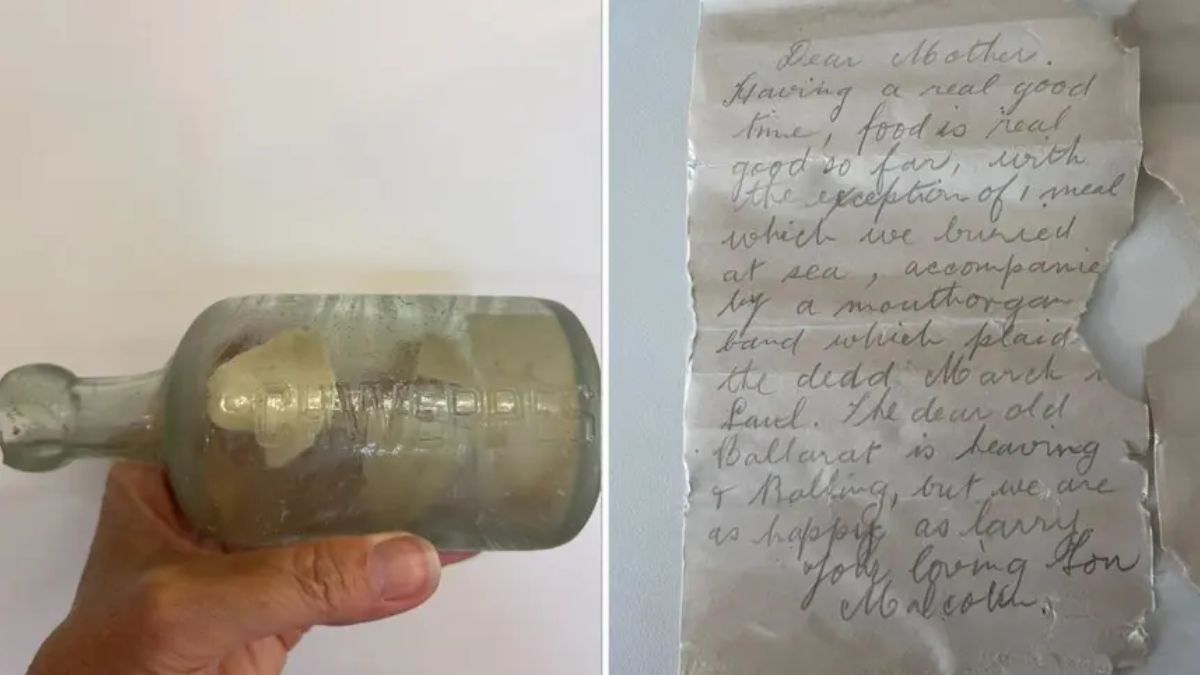 SCHWEPPES
Dear Mother.
Having a real good
time, food is real
good so far, with
the exception of 1 meal
which we buried
at sea, accompanie
by a mouthorgan
band which plaid
the dedd March i
Saul. The dear old
Ballarat is heaving
& Rolling, but we are
as happy as larry.
Your loving Son
Malcolm.